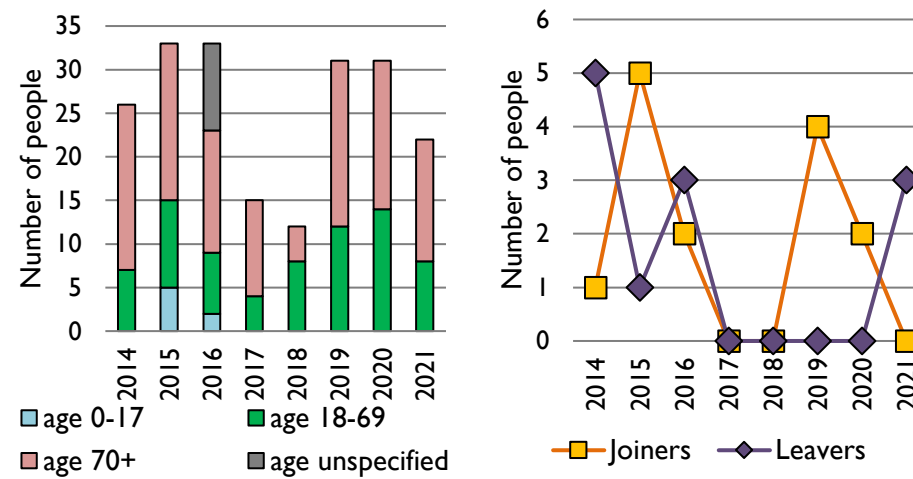 Number of people
35
30
25
20
15
10
5
0
2014 2015 2016 2017 2018 2019 2020 2021
age 0-17 age 18-69
age 70+ age unspecified
Number of people
6
5
4
3
2
1
0
2014 2015 2016 2017 2018 2019 2020 2021
Joiners Leavers